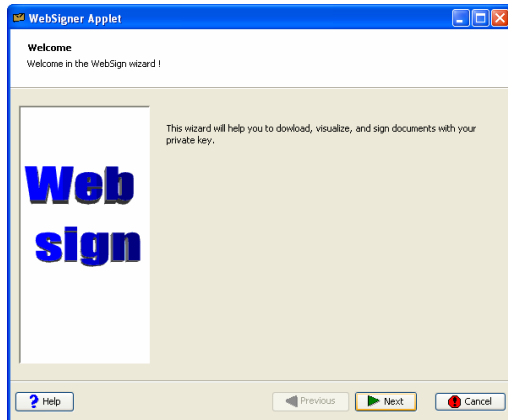 WebSigner Applet
Welcome
Welcome in the WebSign wizard !
This wizard will help you to dowload, visualize, and sign documents with your
private key.
Web
sign
Help
Previous
Next
Cancel